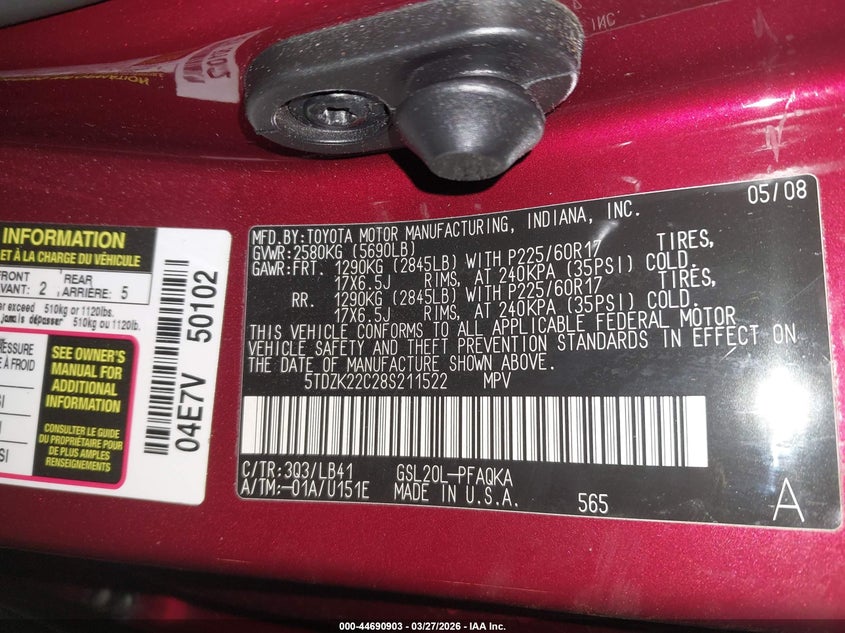 INC
INFORMATION
ET À LA CHARGE DU VÉHICULE
FRONT
AVANT: 2
REAR
ARRIÈRE: 5
exceed 510kg or 1120lbs.
jamais dépasser 510kg ou 1120lb.
PRESSURE
À FROID
SEE OWNER'S
MANUAL FOR
ADDITIONAL
INFORMATION
CONSULTER LE GUIDE
DU PROPRIÉTAIRE POUR
DE PLUS AMPLES
RENSEIGNEMENTS
04E7V 50102
05/08
MFD.BY:TOYOTA MOTOR MANUFACTURING, INDIANA, INC.
GVWR:2580KG (5690LB)
GAWR:FRT. 1290KG (2845LB) WITH P225/60R17 TIRES,
17X6.5J RIMS, AT 240KPA (35PSI) COLD.
RR. 1290KG (2845LB) WITH P225/60R17 TIRES,
17X6.5J RIMS, AT 240KPA (35PSI) COLD.
THIS VEHICLE CONFORMS TO ALL APPLICABLE FEDERAL MOTOR
VEHICLE SAFETY AND THEFT PREVENTION STANDARDS IN EFFECT ON
THE DATE OF MANUFACTURE SHOWN ABOVE.
5TDZK22C28S211522 MPV
C/TR:3Q3/LB41 GSL20L-PFAQKA
A/TM:-01A/U151E MADE IN U.S.A. 565
A
000-44690903 - 03/27/2026 - IAA Inc.